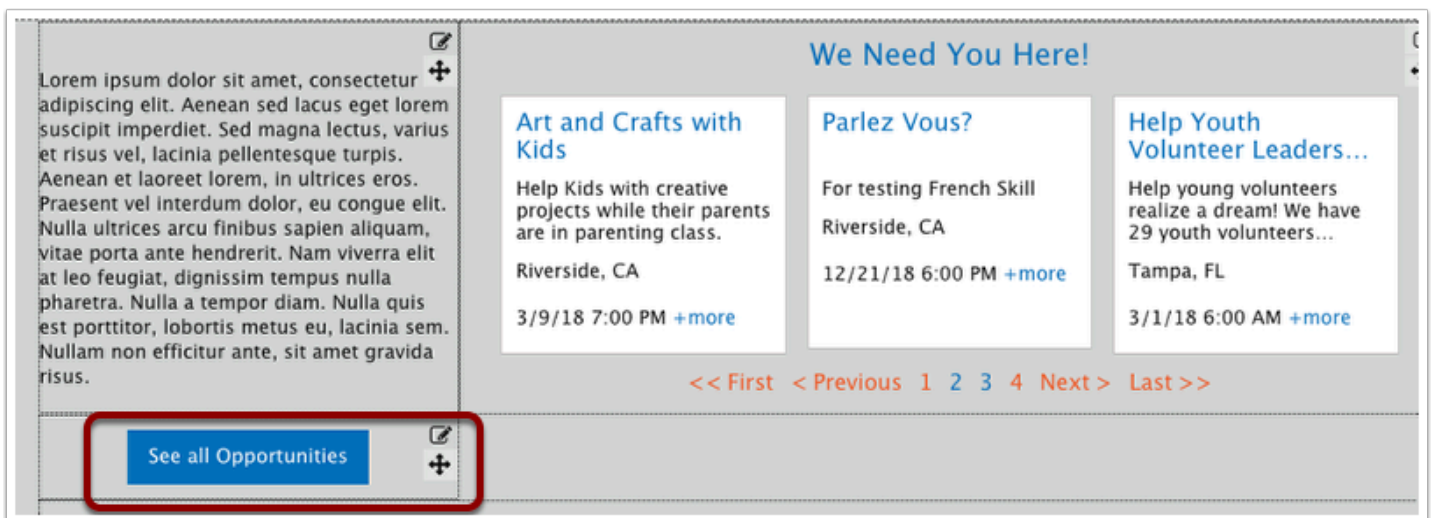 Lorem ipsum dolor sit amet, consectetur
adipiscing elit. Aenean sed lacus eget lorem
suscipit imperdiet. Sed magna lectus, varius
et risus vel, lacinia pellentesque turpis.
Aenean et laoreet lorem, in ultrices eros.
Praesent vel interdum dolor, eu congue elit.
Nulla ultrices arcu finibus sapien aliquam,
vitae porta ante hendrerit. Nam viverra elit
at leo feugiat, dignissim tempus nulla
pharetra. Nulla a tempor diam. Nulla quis
est porttitor, lobortis metus eu, lacinia sem.
Nullam non efficitur ante, sit amet gravida
risus.
See all Opportunities
We Need You Here!
Art and Crafts with
Kids
Help Kids with creative
projects while their parents
are in parenting class.
Riverside, CA
3/9/18 7:00 PM +more
Parlez Vous?
For testing French Skill
Riverside, CA
12/21/18 6:00 PM +more
Help Youth
Volunteer Leaders...
Help young volunteers
realize a dream! We have
29 youth volunteers...
Tampa, FL
3/1/18 6:00 AM +more
<< First < Previous 1 2 3 4 Next > Last >>